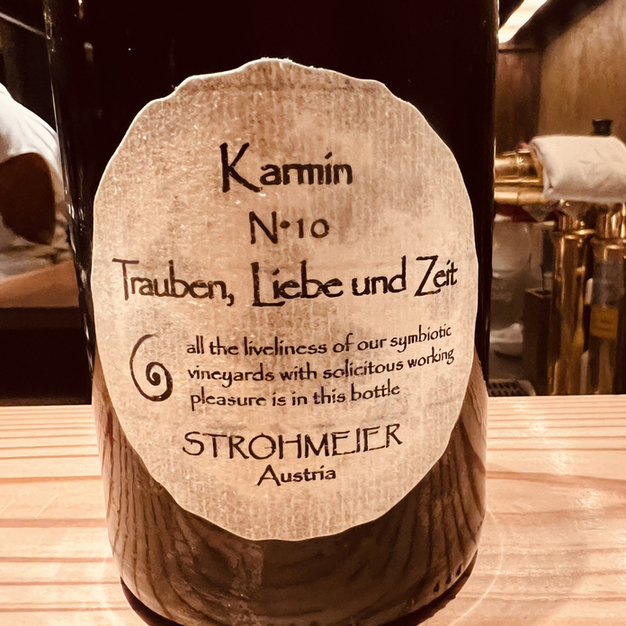 Karmin
N•10
Trauben, Liebe und Zeit
all the liveliness of our symbiotic
vineyards with solicitous working
pleasure is in this bottle
STROHMEIER
Austria